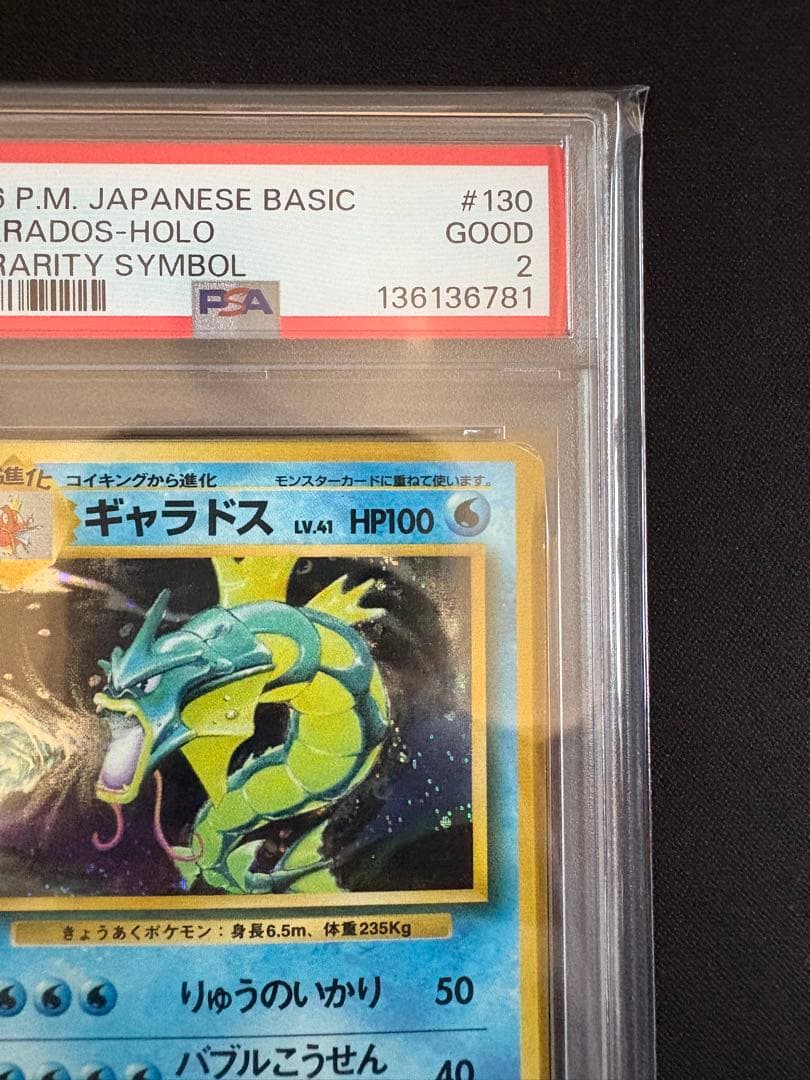 6 P.M. JAPANESE BASIC #130
RADOS-HOLO GOOD
RARITY SYMBOL 2
PSA 136136781
進化 コイキングから進化 モンスターカードに重ねて使います。
ギャラドス LV.41 HP100
きょうあくポケモン：身長6.5m、体重235Kg
りゅうのいかり 50
バブルこうせん 40